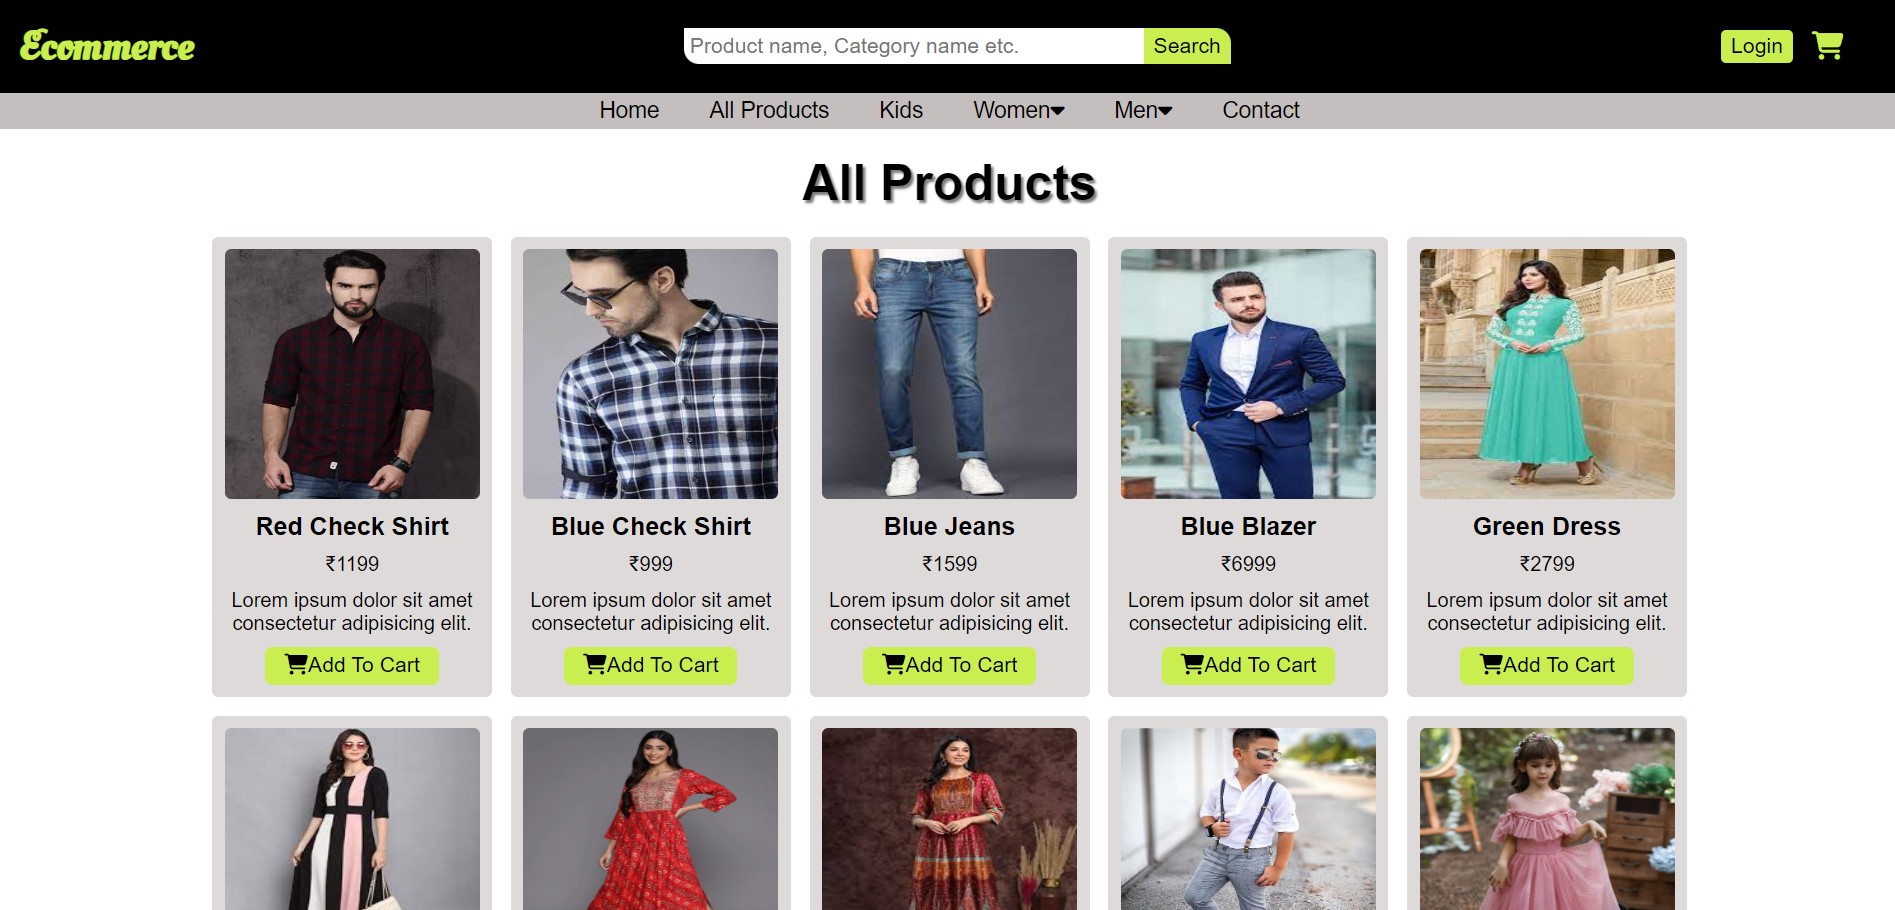 Ecommerce
Product name, Category name etc.
Search
Login
Home
All Products
Kids
Women
Men
Contact
All Products
Red Check Shirt
₹1199
Lorem ipsum dolor sit amet
consectetur adipisicing elit.
Add To Cart
Blue Check Shirt
₹999
Lorem ipsum dolor sit amet
consectetur adipisicing elit.
Add To Cart
Blue Jeans
₹1599
Lorem ipsum dolor sit amet
consectetur adipisicing elit.
Add To Cart
Blue Blazer
₹6999
Lorem ipsum dolor sit amet
consectetur adipisicing elit.
Add To Cart
Green Dress
₹2799
Lorem ipsum dolor sit amet
consectetur adipisicing elit.
Add To Cart